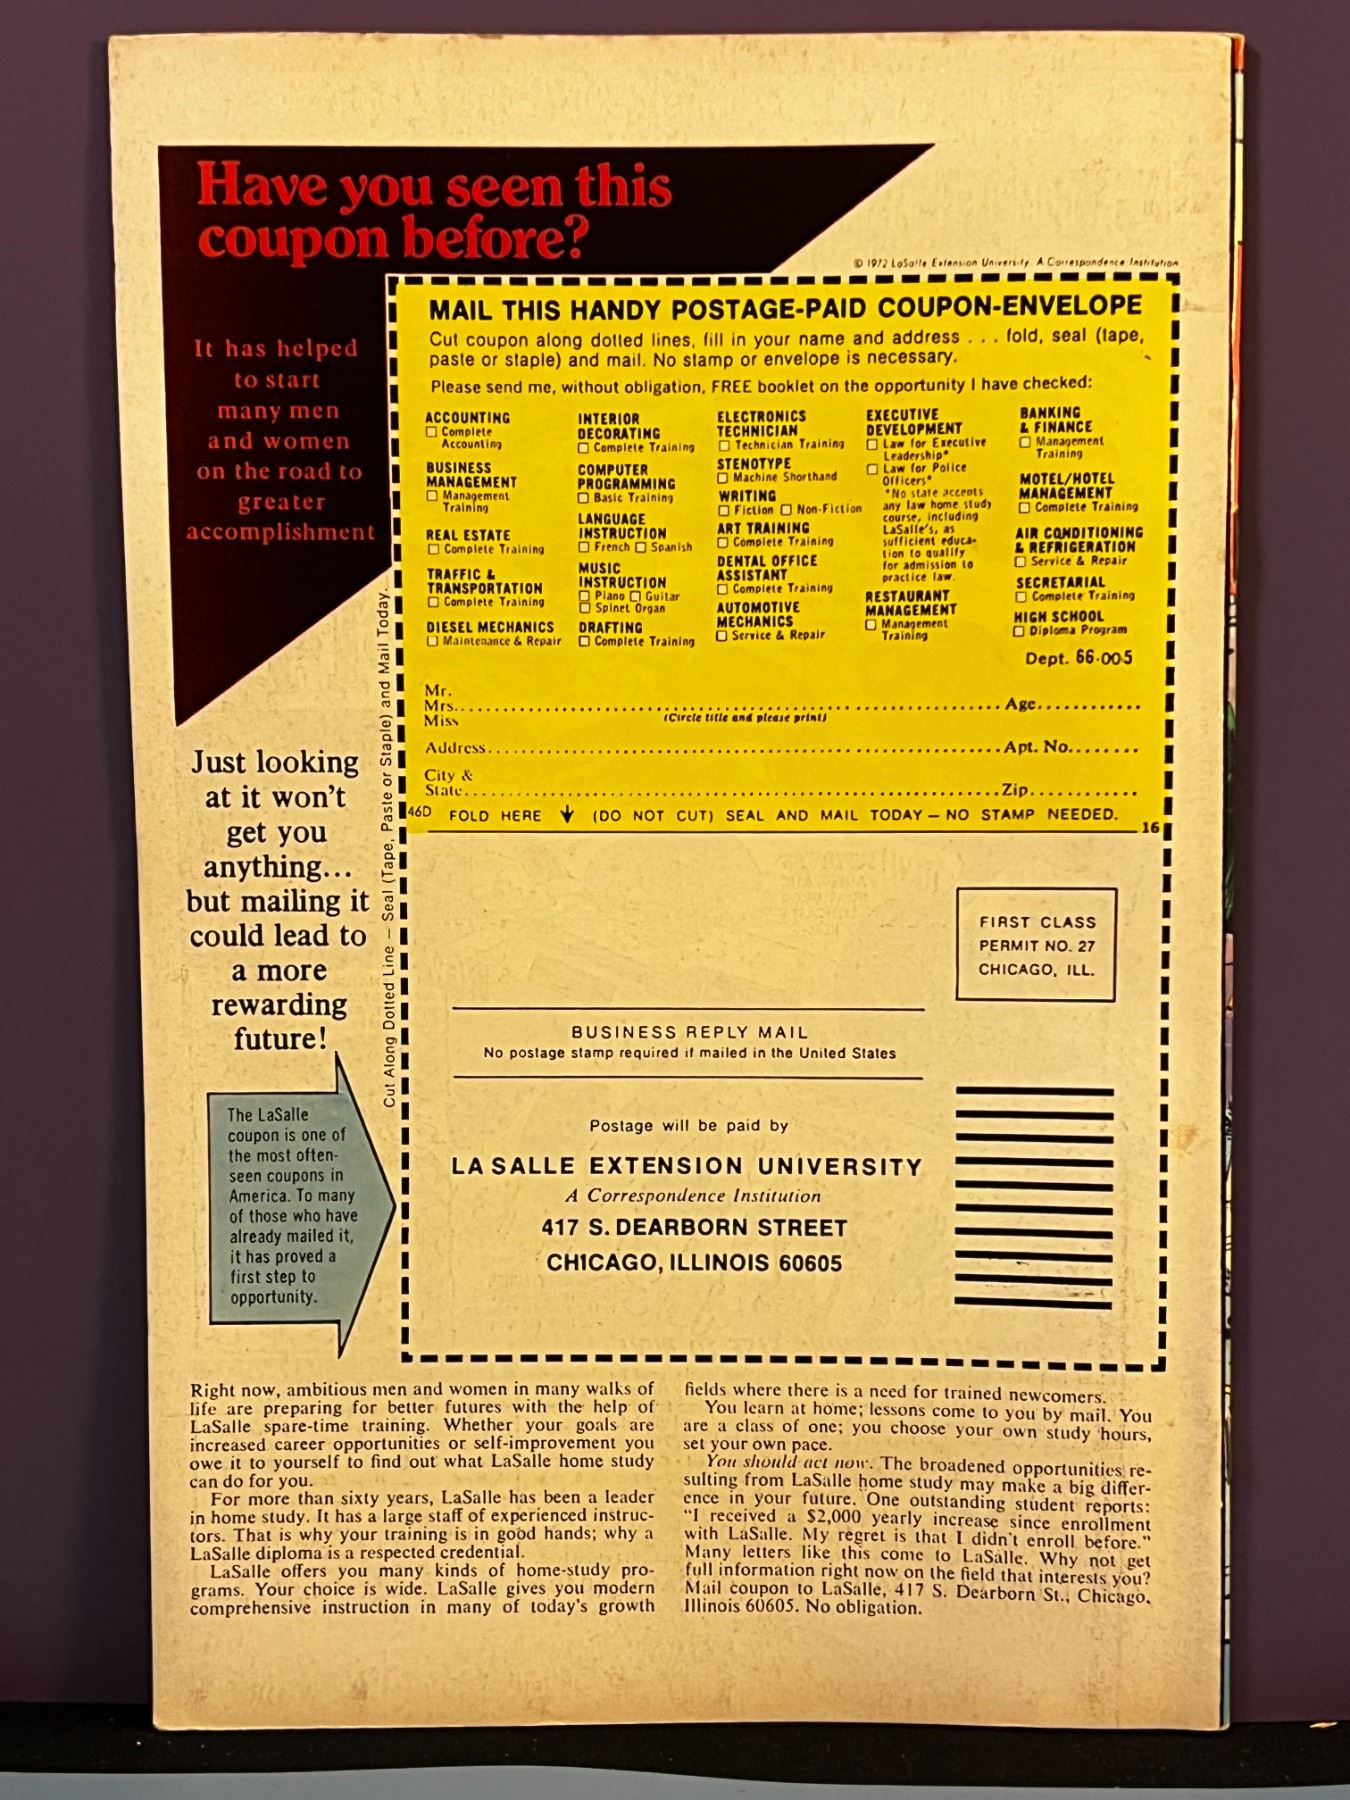 Have you seen this
coupon before?
It has helped
to start
many men
and women
on the road to
greater
accomplishment
© 1972 LaSalle Extension University A Correspondence Institution
MAIL THIS HANDY POSTAGE-PAID COUPON-ENVELOPE
Cut coupon along dotted lines, fill in your name and address . . . fold, seal (tape,
paste or staple) and mail. No stamp or envelope is necessary.
Please send me, without obligation, FREE booklet on the opportunity I have checked:
ACCOUNTING
☐ Complete
Accounting
BUSINESS
MANAGEMENT
☐ Management
Training
REAL ESTATE
☐ Complete Training
TRAFFIC &
TRANSPORTATION
☐ Complete Training
DIESEL MECHANICS
☐ Maintenance & Repair
INTERIOR
DECORATING
☐ Complete Training
COMPUTER
PROGRAMMING
☐ Basic Training
LANGUAGE
INSTRUCTION
☐ French ☐ Spanish
MUSIC
INSTRUCTION
☐ Piano ☐ Guitar
☐ Spinet Organ
DRAFTING
☐ Complete Training
ELECTRONICS
TECHNICIAN
☐ Technician Training
STENOTYPE
☐ Machine Shorthand
WRITING
☐ Fiction ☐ Non-Fiction
ART TRAINING
☐ Complete Training
DENTAL OFFICE
ASSISTANT
☐ Complete Training
AUTOMOTIVE
MECHANICS
☐ Service & Repair
EXECUTIVE
DEVELOPMENT
☐ Law for Executive
Leadership*
☐ Law for Police
Officers*
*No state accepts
any law home study
course, including
LaSalle's, as
sufficient educa-
tion to qualify
for admission to
practice law.
RESTAURANT
MANAGEMENT
☐ Management
Training
BANKING
& FINANCE
☐ Management
Training
MOTEL/HOTEL
MANAGEMENT
☐ Complete Training
AIR CONDITIONING
& REFRIGERATION
☐ Service & Repair
SECRETARIAL
☐ Complete Training
HIGH SCHOOL
☐ Diploma Program
Dept. 66-005
Mr.
Mrs. Age
Miss (Circle title and please print)
Address Apt. No.
City &
State Zip
46D FOLD HERE ↓ (DO NOT CUT) SEAL AND MAIL TODAY — NO STAMP NEEDED.
16
Cut Along Dotted Line — Seal (Tape, Paste or Staple) and Mail Today.
Just looking
at it won't
get you
anything...
but mailing it
could lead to
a more
rewarding
future!
The LaSalle
coupon is one of
the most often-
seen coupons in
America. To many
of those who have
already mailed it,
it has proved a
first step to
opportunity.
FIRST CLASS
PERMIT NO. 27
CHICAGO, ILL.
BUSINESS REPLY MAIL
No postage stamp required if mailed in the United States
Postage will be paid by
LA SALLE EXTENSION UNIVERSITY
A Correspondence Institution
417 S. DEARBORN STREET
CHICAGO, ILLINOIS 60605
Right now, ambitious men and women in many walks of
life are preparing for better futures with the help of
LaSalle spare-time training. Whether your goals are
increased career opportunities or self-improvement you
owe it to yourself to find out what LaSalle home study
can do for you.
For more than sixty years, LaSalle has been a leader
in home study. It has a large staff of experienced instruc-
tors. That is why your training is in good hands; why a
LaSalle diploma is a respected credential.
LaSalle offers you many kinds of home-study pro-
grams. Your choice is wide. LaSalle gives you modern
comprehensive instruction in many of today's growth
fields where there is a need for trained newcomers.
You learn at home; lessons come to you by mail. You
are a class of one; you choose your own study hours,
set your own pace.
You should act now. The broadened opportunities re-
sulting from LaSalle home study may make a big differ-
ence in your future. One outstanding student reports:
"I received a $2,000 yearly increase since enrollment
with LaSalle. My regret is that I didn't enroll before."
Many letters like this come to LaSalle. Why not get
full information right now on the field that interests you?
Mail coupon to LaSalle, 417 S. Dearborn St., Chicago,
Illinois 60605. No obligation.